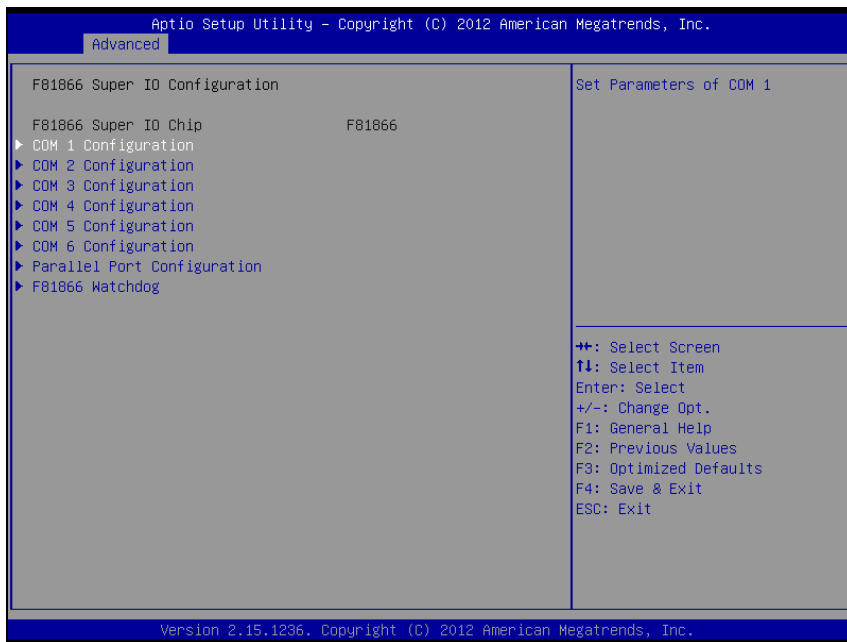 Aptio Setup Utility – Copyright (C) 2012 American Megatrends, Inc.
Advanced
F81866 Super IO Configuration
F81866 Super IO Chip F81866
COM 1 Configuration
COM 2 Configuration
COM 3 Configuration
COM 4 Configuration
COM 5 Configuration
COM 6 Configuration
Parallel Port Configuration
F81866 Watchdog
Set Parameters of COM 1
→←: Select Screen
↑↓: Select Item
Enter: Select
+/-: Change Opt.
F1: General Help
F2: Previous Values
F3: Optimized Defaults
F4: Save & Exit
ESC: Exit
Version 2.15.1236. Copyright (C) 2012 American Megatrends, Inc.